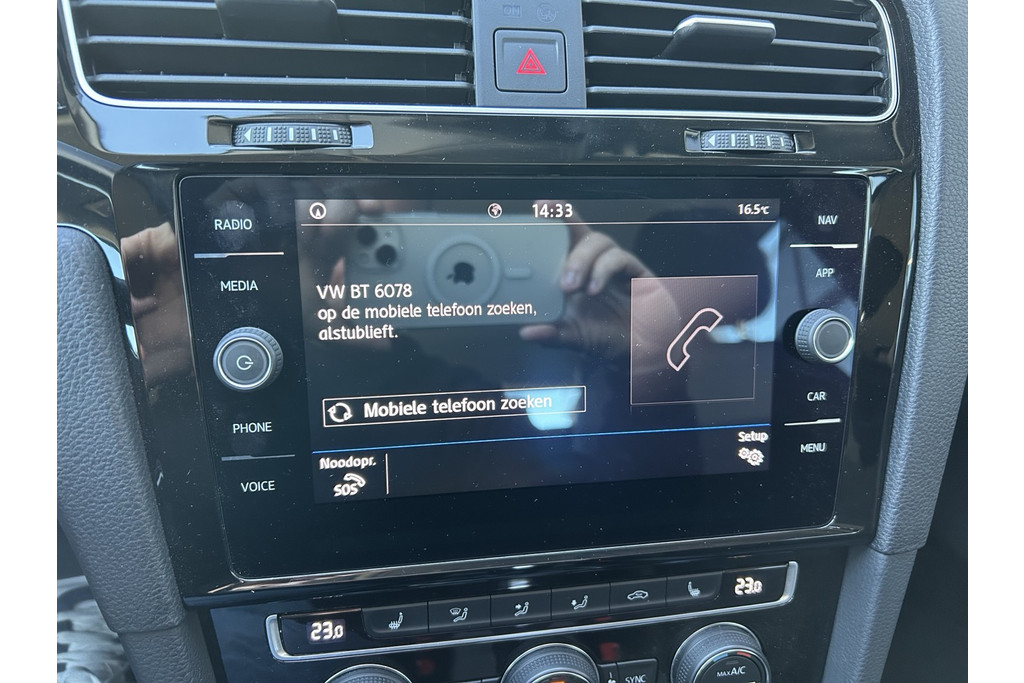 ON
RADIO
MEDIA
PHONE
VOICE
14:33
16.5°C
VW BT 6078
op de mobiele telefoon zoeken,
alstublieft.
Mobiele telefoon zoeken
Noodopr.
SOS
Setup
NAV
APP
CAR
MENU
23.0
23.0
SYNC
MAX A/C